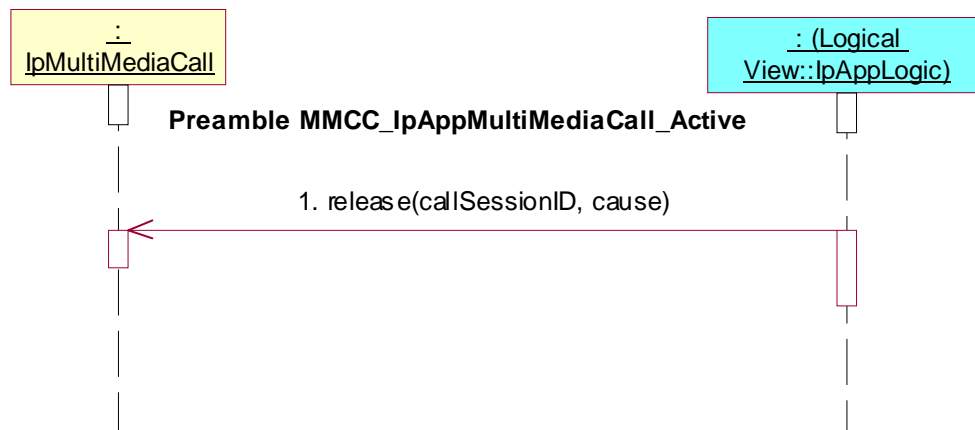 :
IpMultiMediaCall
: (Logical
View::IpAppLogic)
Preamble MMCC_IpAppMultiMediaCall_Active
1. release(callSessionID, cause)